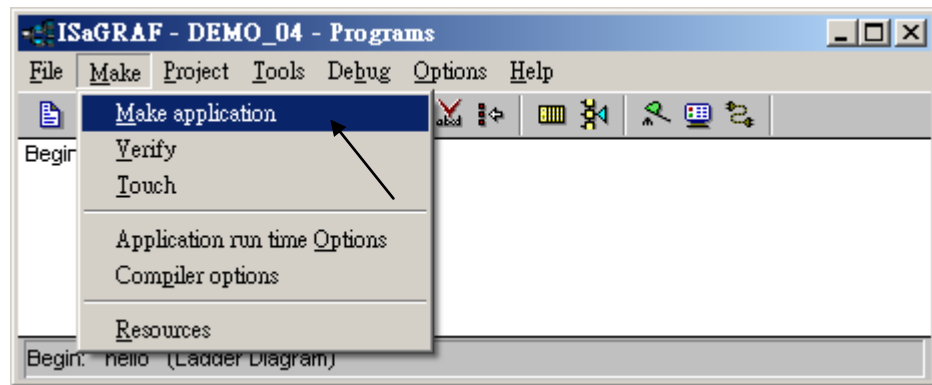 ISaGRAF - DEMO_04 - Programs
File Make Project Tools Debug Options Help
Make application
Begin
Verify
Touch
Application run time Options
Compiler options
Resources
Begin: hello (Ladder Diagram)